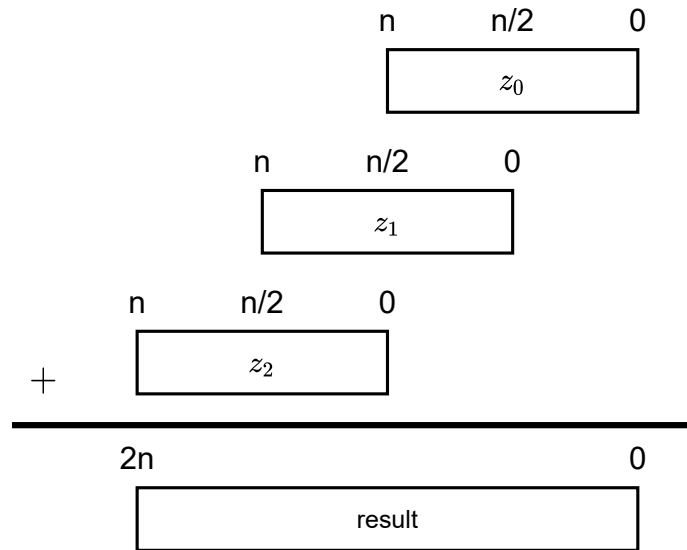 n n/2 0
z₀
n n/2 0
z₁
n n/2 0
z₂
+
2n 0
result